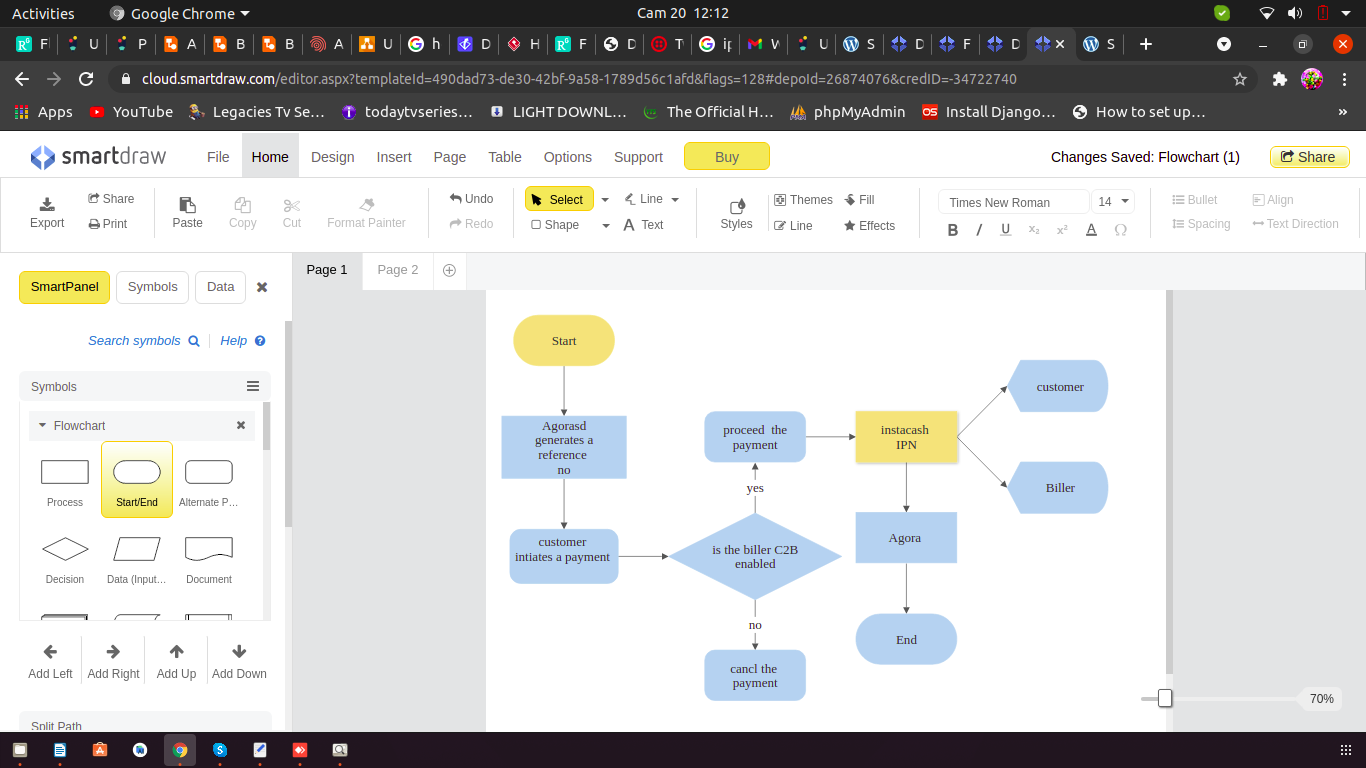 Activities
Google Chrome
Cam 20 12:12
F
U
P
A
B
B
A
U
h
D
H
F
D
T
ip
W
U
S
D
F
D
S
cloud.smartdraw.com/editor.aspx?templateId=490dad73-de30-42bf-9a58-1789d56c1afd&flags=128#depoId=26874076&credID=-34722740
Apps
YouTube
Legacies Tv Se...
todaytvseries...
LIGHT DOWNL...
The Official H...
phpMyAdmin
Install Django...
How to set up...
»
smartdraw
File
Home
Design
Insert
Page
Table
Options
Support
Buy
Changes Saved: Flowchart (1)
Share
Export
Share
Print
Paste
Copy
Cut
Format Painter
Undo
Redo
Select
Shape
Line
Text
Styles
Themes
Line
Fill
Effects
Times New Roman
14
B I U x₂ x² A Ω
Bullet
Spacing
Align
Text Direction
SmartPanel
Symbols
Data
Page 1
Page 2
Search symbols
Help
Symbols
Flowchart
Process
Start/End
Alternate P...
Decision
Data (Input...
Document
Add Left
Add Right
Add Up
Add Down
Split Path
Start
Agorasd
generates a
reference
no
customer
intiates a payment
is the biller C2B
enabled
yes
proceed the
payment
no
cancl the
payment
instacash
IPN
customer
Biller
Agora
End
70%